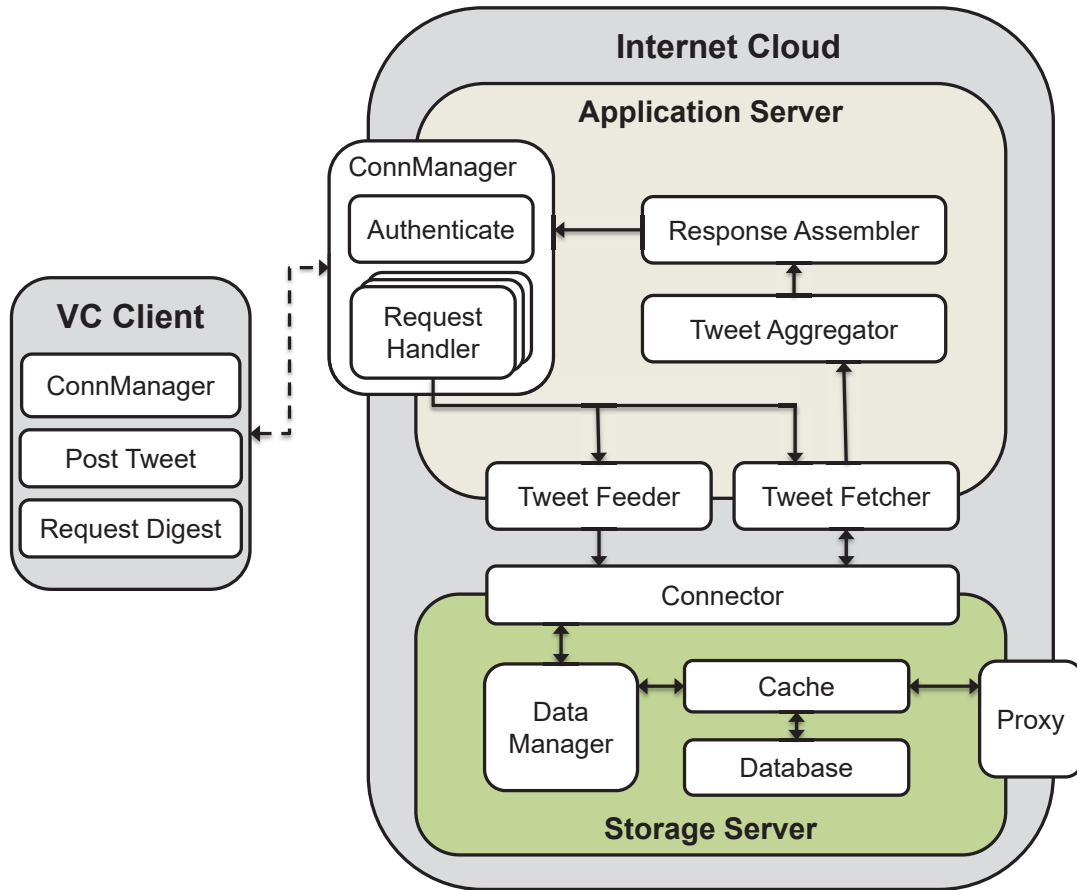 Internet Cloud
Application Server
ConnManager
Authenticate
Response Assembler
Request
Handler
Tweet Aggregator
VC Client
ConnManager
Post Tweet
Request Digest
Tweet Feeder
Tweet Fetcher
Connector
Data
Manager
Cache
Database
Proxy
Storage Server